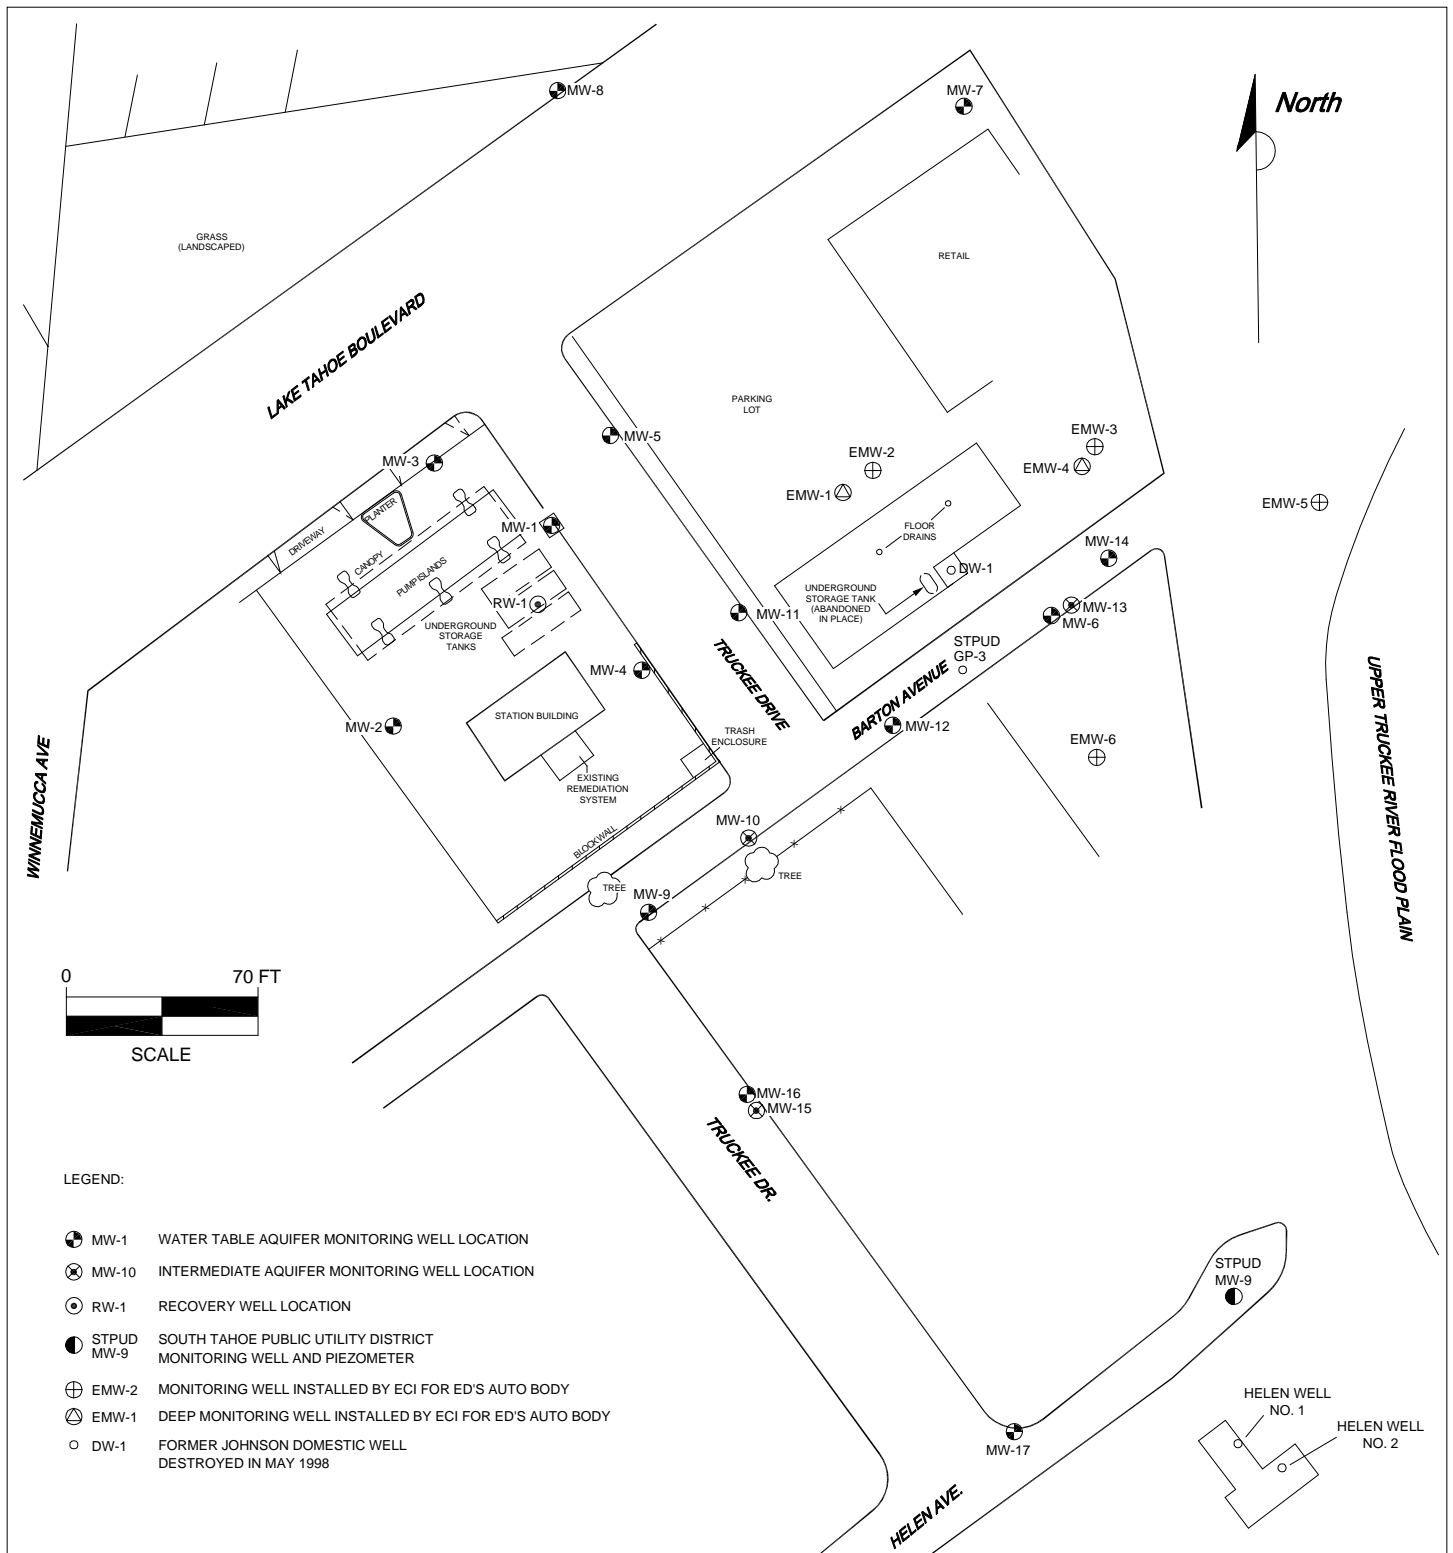 MW-8
MW-7
North
GRASS
(LANDSCAPED)
RETAIL
LAKE TAHOE BOULEVARD
PARKING
LOT
MW-5
MW-3
EMW-3
EMW-2
EMW-4
EMW-1
EMW-5
PLANTER
DRIVEWAY
MW-1
FLOOR
DRAINS
MW-14
CANOPY
PUMP ISLANDS
DW-1
UNDERGROUND
STORAGE TANK
(ABANDONED
IN PLACE)
RW-1
MW-13
MW-6
MW-11
UNDERGROUND
STORAGE
TANKS
STPUD
GP-3
MW-4
TRUCKEE DRIVE
BARTON AVENUE
UPPER TRUCKEE RIVER FLOOD PLAIN
STATION BUILDING
MW-2
MW-12
TRASH
ENCLOSURE
EMW-6
WINNEMUCCA AVE
EXISTING
REMEDIATION
SYSTEM
MW-10
BLOCK WALL
TREE
TREE
MW-9
0 70 FT
SCALE
MW-16
MW-15
TRUCKEE DR.
LEGEND:
MW-1 WATER TABLE AQUIFER MONITORING WELL LOCATION
MW-10 INTERMEDIATE AQUIFER MONITORING WELL LOCATION
RW-1 RECOVERY WELL LOCATION
STPUD SOUTH TAHOE PUBLIC UTILITY DISTRICT
MW-9 MONITORING WELL AND PIEZOMETER
EMW-2 MONITORING WELL INSTALLED BY ECI FOR ED'S AUTO BODY
EMW-1 DEEP MONITORING WELL INSTALLED BY ECI FOR ED'S AUTO BODY
DW-1 FORMER JOHNSON DOMESTIC WELL
DESTROYED IN MAY 1998
STPUD
MW-9
HELEN WELL
NO. 1
HELEN WELL
NO. 2
MW-17
HELEN AVE.